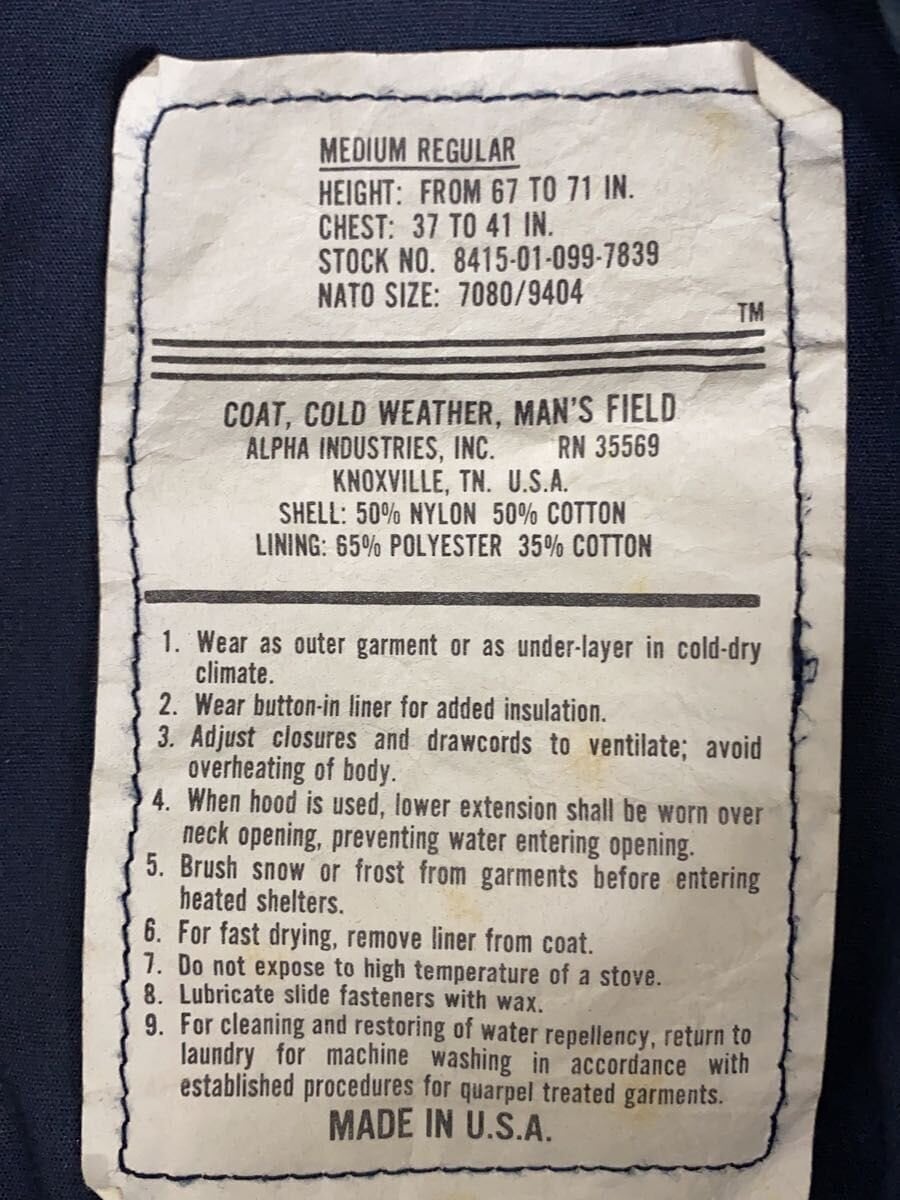 MEDIUM REGULAR
HEIGHT: FROM 67 TO 71 IN.
CHEST: 37 TO 41 IN.
STOCK NO. 8415-01-099-7839
NATO SIZE: 7080/9404
TM
COAT, COLD WEATHER, MAN'S FIELD
ALPHA INDUSTRIES, INC. RN 35569
KNOXVILLE, TN. U.S.A.
SHELL: 50% NYLON 50% COTTON
LINING: 65% POLYESTER 35% COTTON
1. Wear as outer garment or as under-layer in cold-dry
climate.
2. Wear button-in liner for added insulation.
3. Adjust closures and drawcords to ventilate; avoid
overheating of body.
4. When hood is used, lower extension shall be worn over
neck opening, preventing water entering opening.
5. Brush snow or frost from garments before entering
heated shelters.
6. For fast drying, remove liner from coat.
7. Do not expose to high temperature of a stove.
8. Lubricate slide fasteners with wax.
9. For cleaning and restoring of water repellency, return to
laundry for machine washing in accordance with
established procedures for quarpel treated garments.
MADE IN U.S.A.